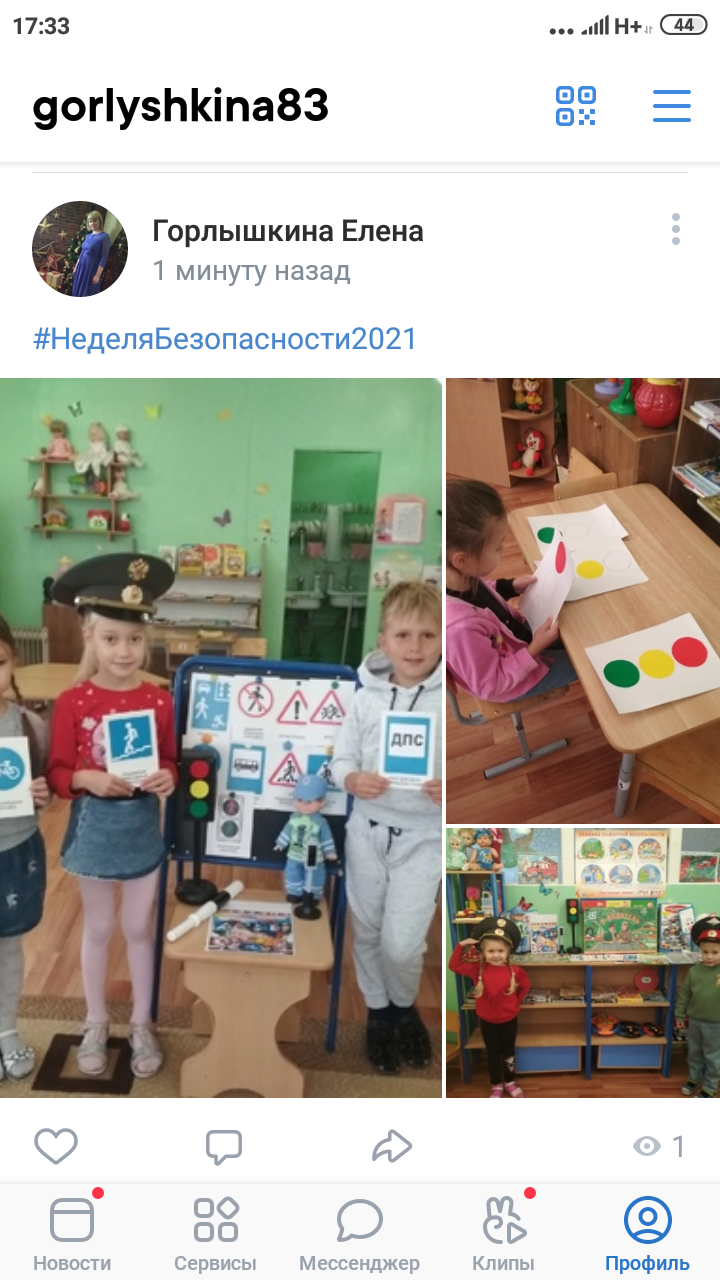 17:33
H+
44
gorlyshkina83
Горлышкина Елена
1 минуту назад
#НеделяБезопасности2021
ДПС
1
Новости
Сервисы
Мессенджер
Клипы
Профиль